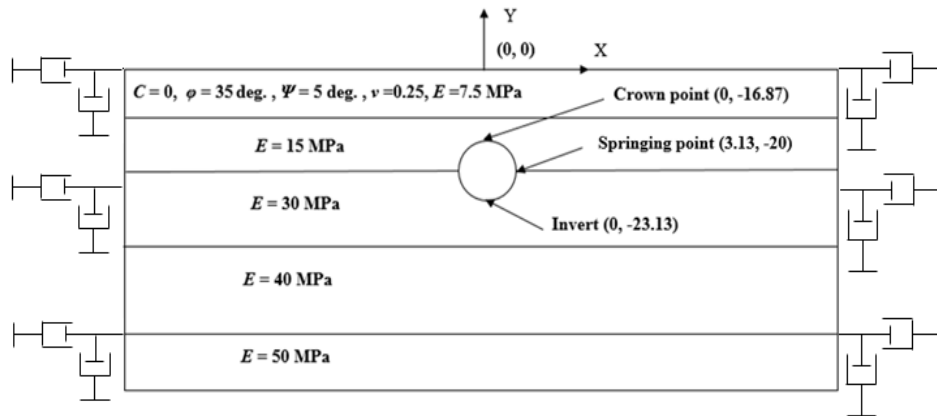 Y
(0, 0)
X
C = 0, φ = 35 deg. , Ψ = 5 deg. , ν =0.25, E =7.5 MPa
Crown point (0, -16.87)
E = 15 MPa
Springing point (3.13, -20)
E = 30 MPa
Invert (0, -23.13)
E = 40 MPa
E = 50 MPa